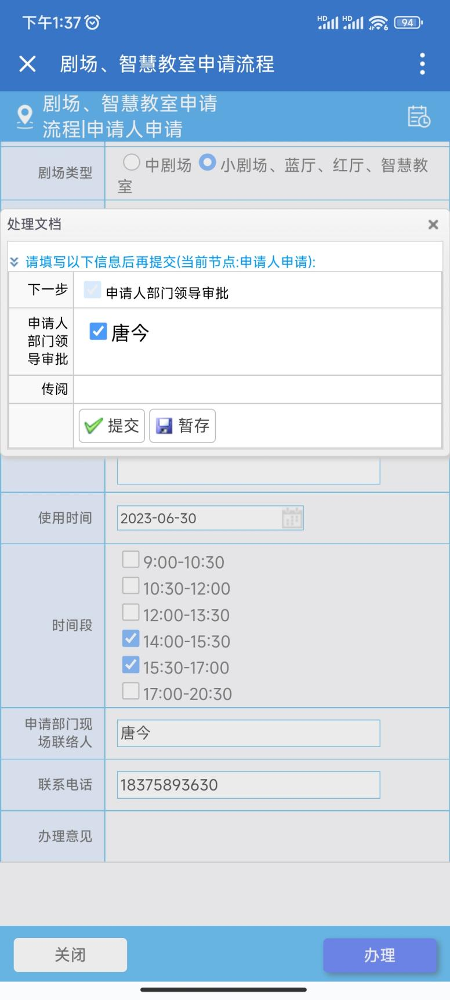 下午1:37
HD HD 6 94
剧场、智慧教室申请流程
剧场、智慧教室申请
流程|申请人申请
剧场类型
中剧场 小剧场、蓝厅、红厅、智慧教
室
处理文档
请填写以下信息后再提交(当前节点:申请人申请):
下一步
申请人部门领导审批
申请人
部门领
导审批
唐今
传阅
提交 暂存
使用时间
2023-06-30
时间段
9:00-10:30
10:30-12:00
12:00-13:30
14:00-15:30
15:30-17:00
17:00-20:30
申请部门现
场联络人
唐今
联系电话
18375893630
办理意见
关闭 办理